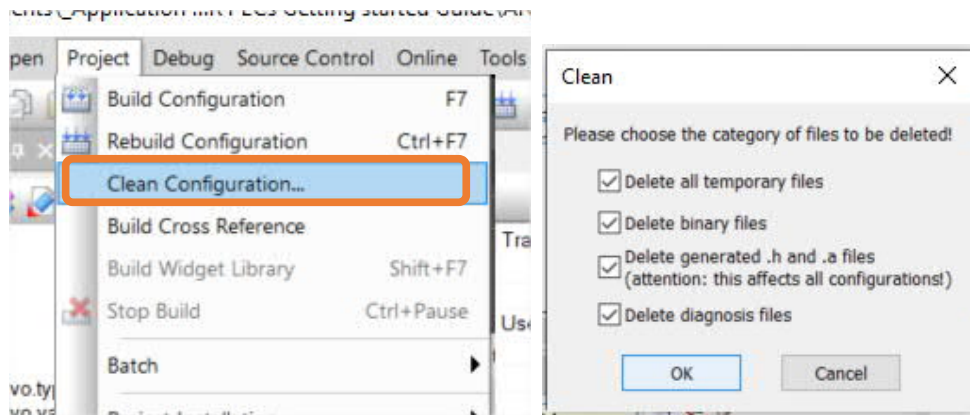 Project Debug Source Control Online Tools
Build Configuration F7
Rebuild Configuration Ctrl+F7
Clean Configuration...
Build Cross Reference
Build Widget Library Shift+F7
Stop Build Ctrl+Pause
Batch
Clean
Please choose the category of files to be deleted!
Delete all temporary files
Delete binary files
Delete generated .h and .a files
(attention: this affects all configurations!)
Delete diagnosis files
OK Cancel